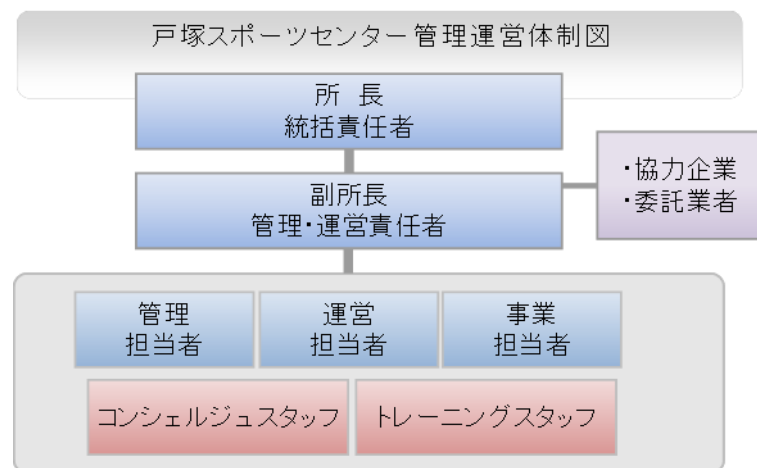 戸塚スポーツセンター管理運営体制図
所 長
統括責任者
副所長
管理・運営責任者
・協力企業
・委託業者
管理
担当者
運営
担当者
事業
担当者
コンシェルジュスタッフ
トレーニングスタッフ